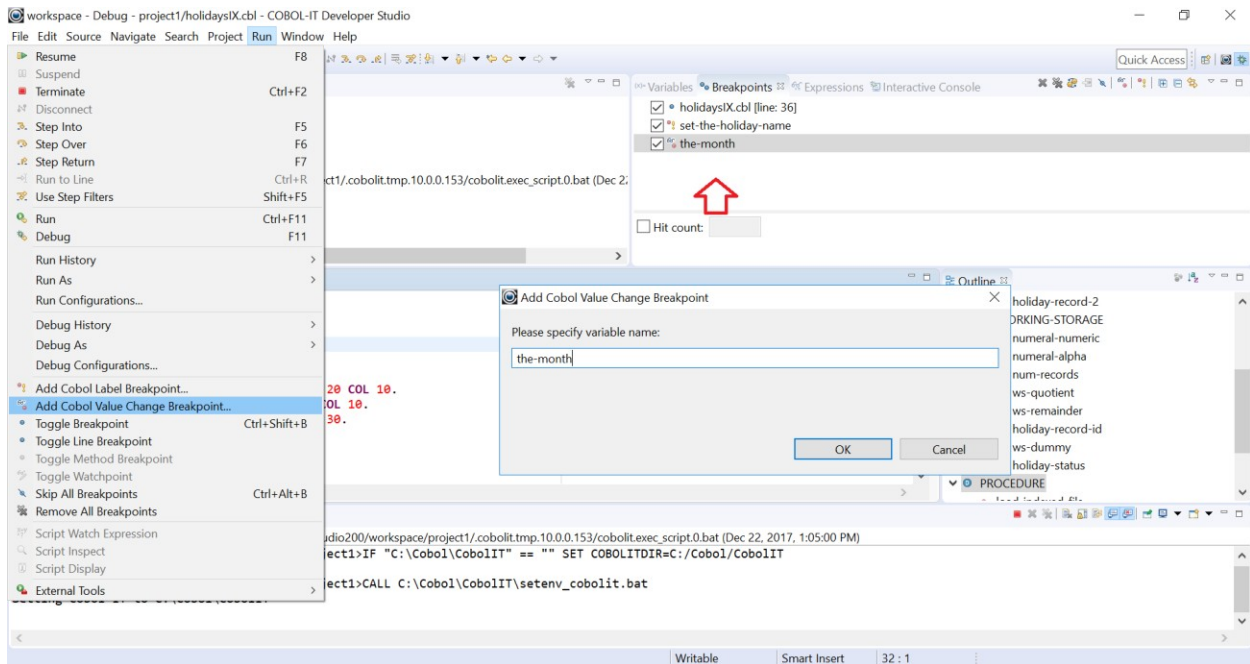 workspace - Debug - project1/holidaysIX.cbl - COBOL-IT Developer Studio
File Edit Source Navigate Search Project Run Window Help
Quick Access
Resume F8
Suspend
Terminate Ctrl+F2
Disconnect
Step Into F5
Step Over F6
Step Return F7
Run to Line Ctrl+R
Use Step Filters Shift+F5
Run Ctrl+F11
Debug F11
Run History
Run As
Run Configurations...
Debug History
Debug As
Debug Configurations...
Add Cobol Label Breakpoint...
Add Cobol Value Change Breakpoint...
Toggle Breakpoint Ctrl+Shift+B
Toggle Line Breakpoint
Toggle Method Breakpoint
Toggle Watchpoint
Skip All Breakpoints Ctrl+Alt+B
Remove All Breakpoints
Script Watch Expression
Script Inspect
Script Display
External Tools
ct1/.cobolit.tmp.10.0.0.153/cobolit.exec_script.0.bat (Dec 22
Variables Breakpoints Expressions Interactive Console
holidaysIX.cbl [line: 36]
set-the-holiday-name
the-month
Hit count:
20 COL 10.
OL 10.
30.
Add Cobol Value Change Breakpoint
Please specify variable name:
the-month
OK Cancel
Outline
holiday-record-2
ORKING-STORAGE
numeral-numeric
numeral-alpha
num-records
ws-quotient
ws-remainder
holiday-record-id
ws-dummy
holiday-status
PROCEDURE
udio200/workspace/project1/.cobolit.tmp.10.0.0.153/cobolit.exec_script.0.bat (Dec 22, 2017, 1:05:00 PM)
ject1>IF "C:\Cobol\CobolIT" == "" SET COBOLITDIR=C:/Cobol/CobolIT
ject1>CALL C:\Cobol\CobolIT\setenv_cobolit.bat
Writable Smart Insert 32 : 1